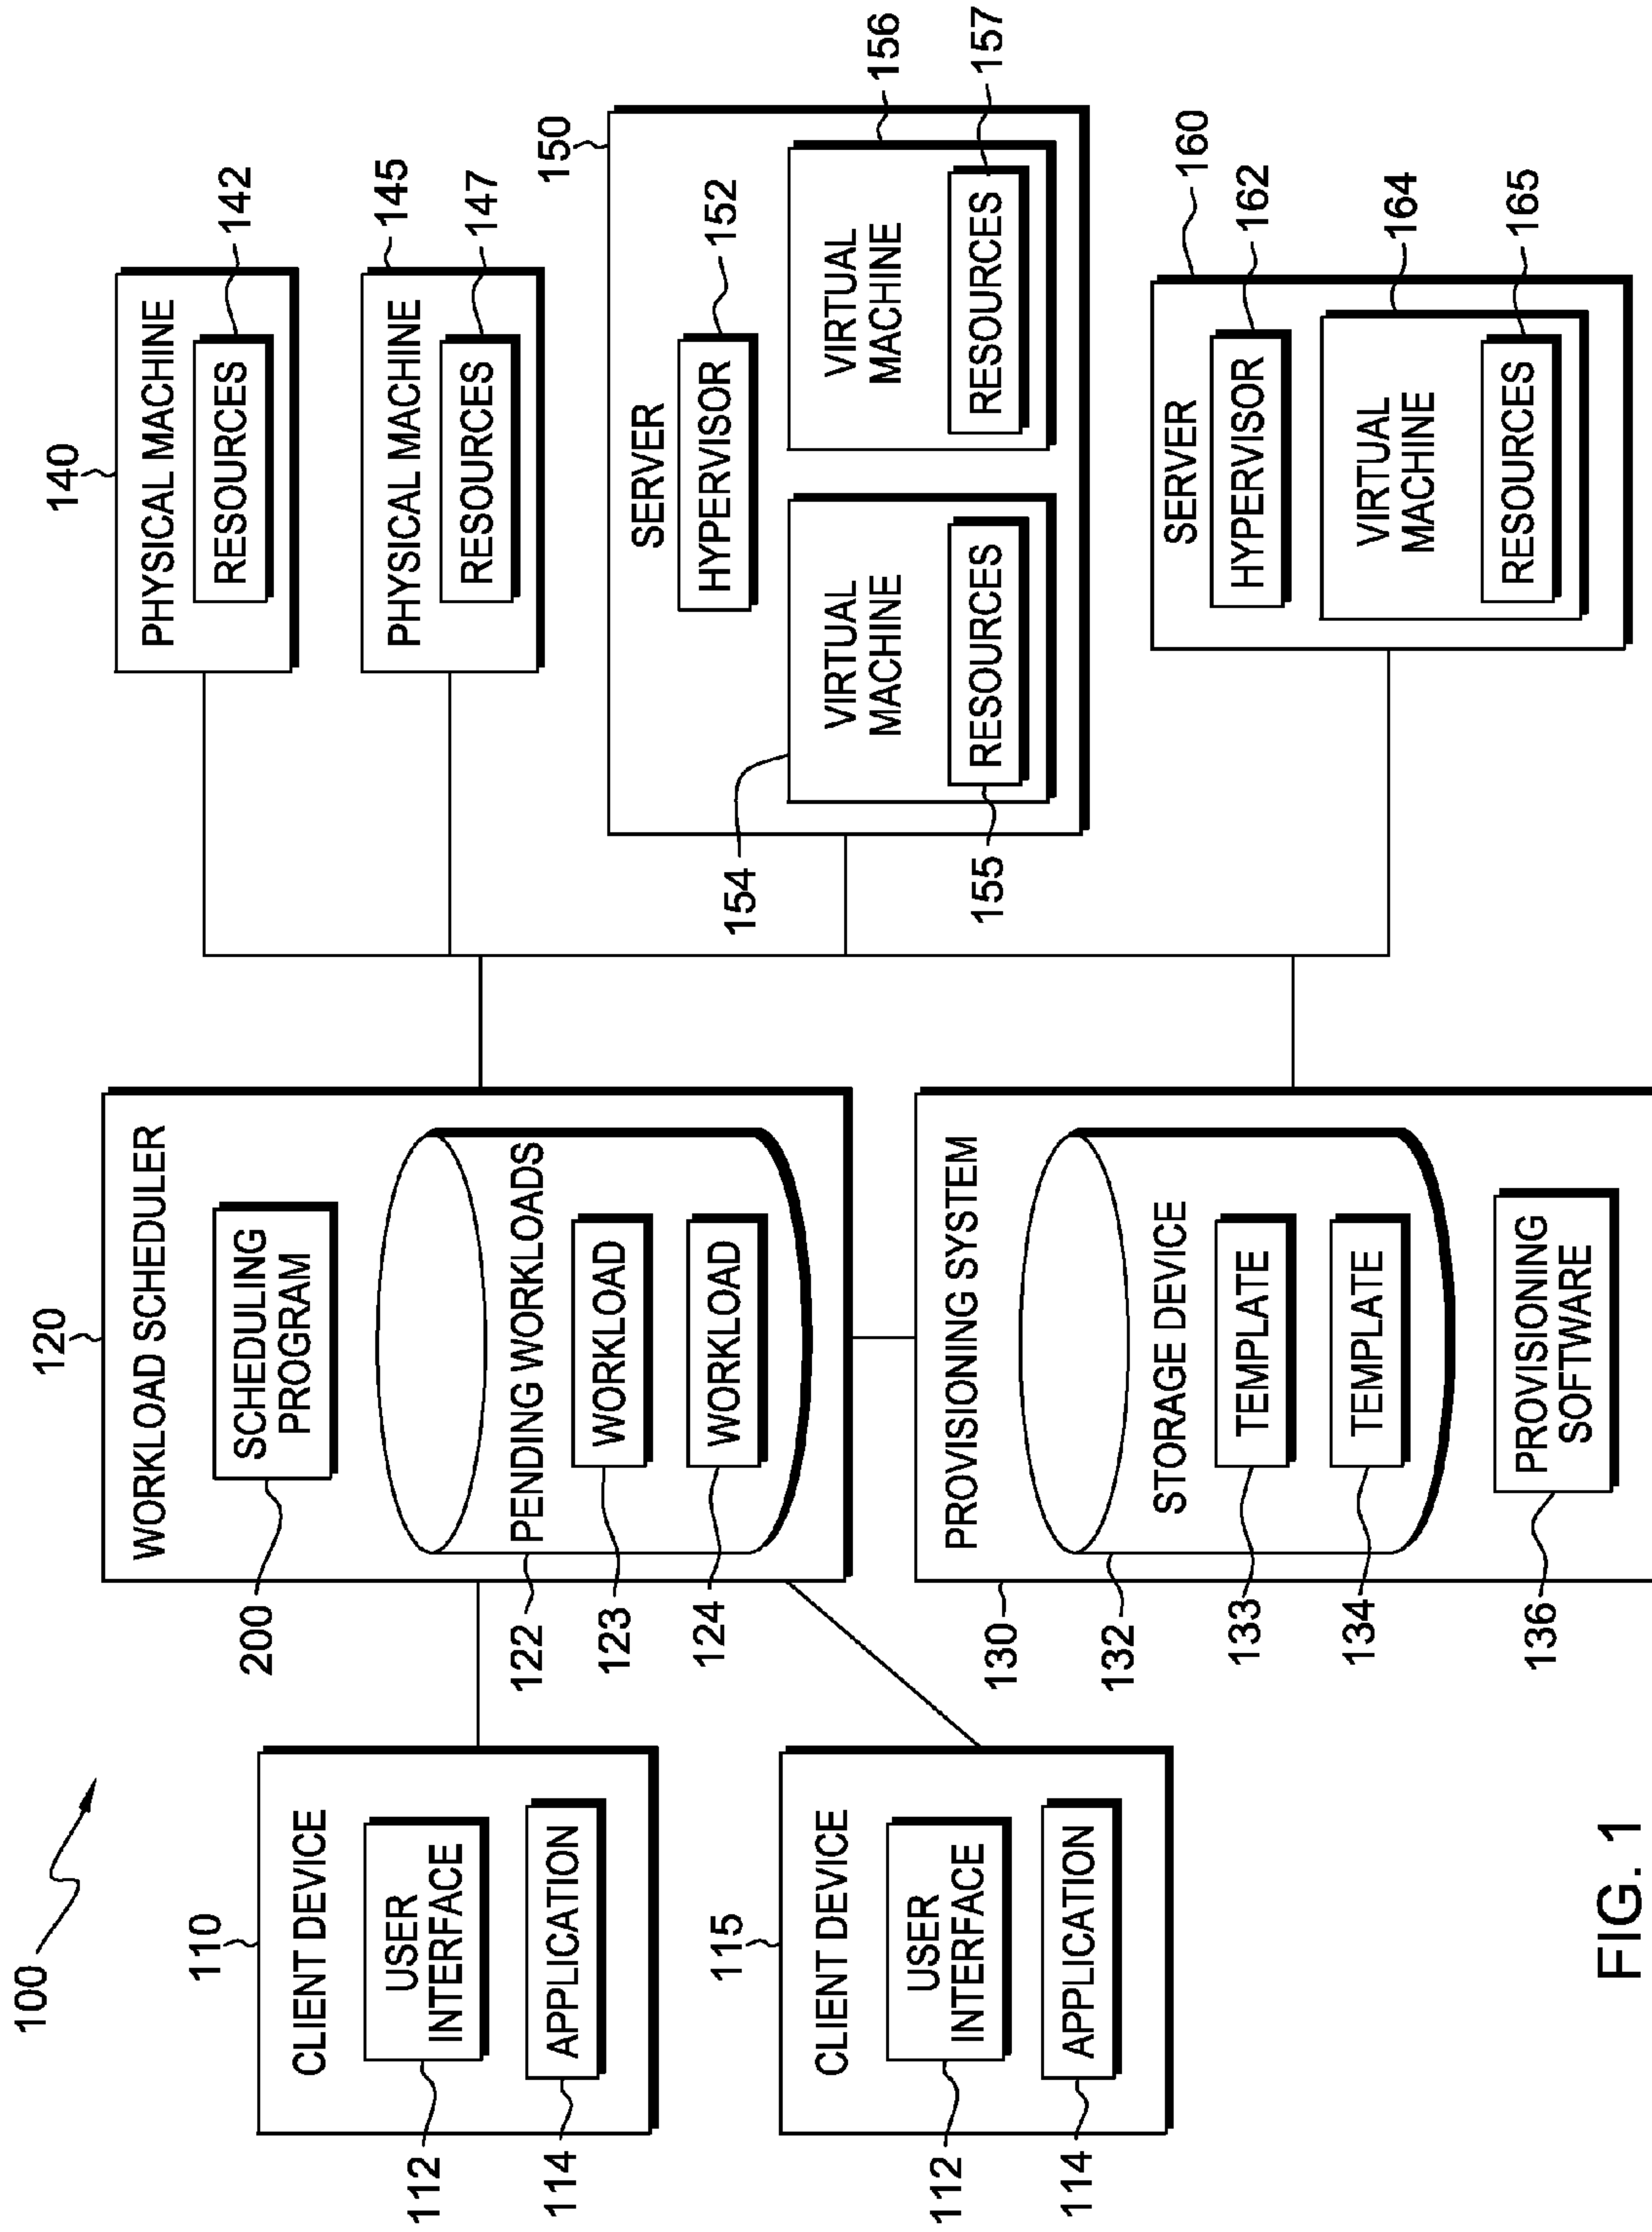 100
110
CLIENT DEVICE
USER
INTERFACE
112
APPLICATION
114
115
CLIENT DEVICE
USER
INTERFACE
112
APPLICATION
114
120
WORKLOAD SCHEDULER
SCHEDULING
PROGRAM
200
PENDING WORKLOADS
122
WORKLOAD
123
WORKLOAD
124
PROVISIONING SYSTEM
130
STORAGE DEVICE
132
TEMPLATE
133
TEMPLATE
134
PROVISIONING
SOFTWARE
136
140
PHYSICAL MACHINE
RESOURCES
142
145
PHYSICAL MACHINE
RESOURCES
147
150
SERVER
HYPERVISOR
152
VIRTUAL
MACHINE
154
RESOURCES
155
VIRTUAL
MACHINE
156
RESOURCES
157
160
SERVER
HYPERVISOR
162
VIRTUAL
MACHINE
164
RESOURCES
165
FIG. 1